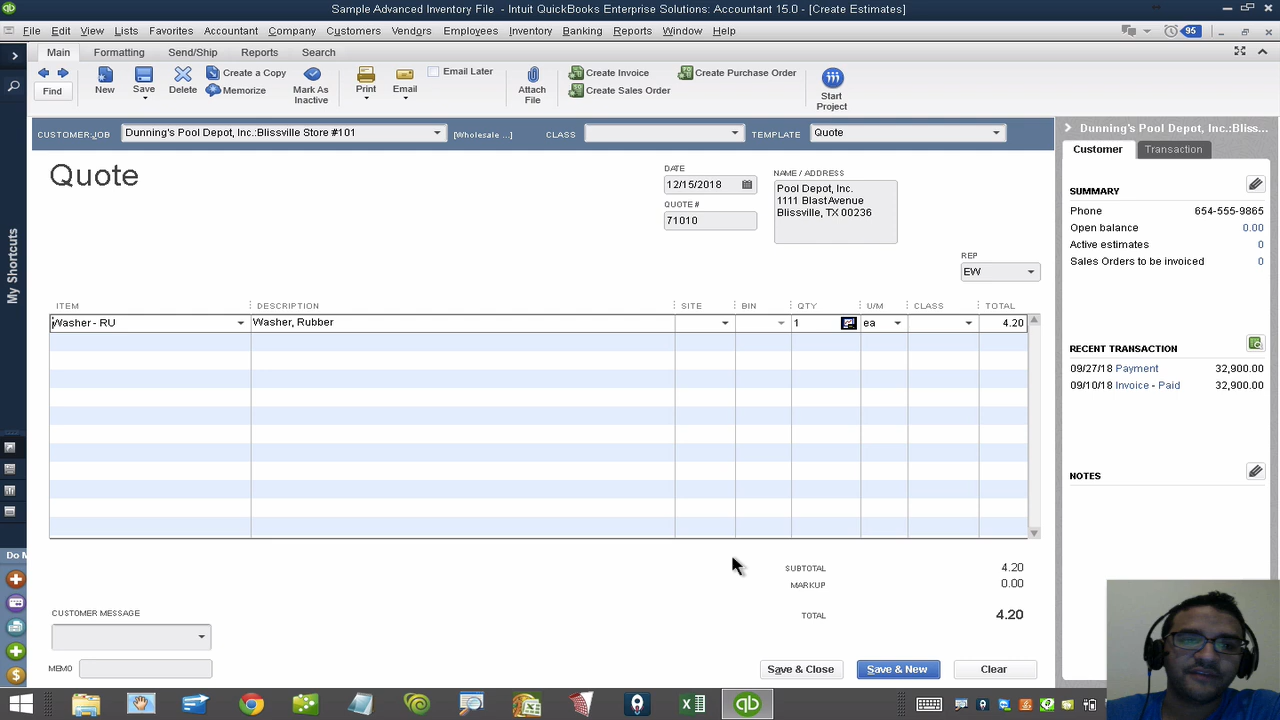 Sample Advanced Inventory File - Intuit QuickBooks Enterprise Solutions: Accountant 15.0 - [Create Estimates]
File Edit View Lists Favorites Accountant Company Customers Vendors Employees Inventory Banking Reports Window Help
95
Main Formatting Send/Ship Reports Search
Find
New
Save
Delete
Create a Copy
Memorize
Mark As
Inactive
Print
Email
Email Later
Attach
File
Create Invoice
Create Sales Order
Create Purchase Order
Start
Project
CUSTOMER:JOB Dunning's Pool Depot, Inc.:Blissville Store #101 [Wholesale ...] CLASS TEMPLATE Quote
Quote
DATE
12/15/2018
QUOTE #
71010
NAME / ADDRESS
Pool Depot, Inc.
1111 Blast Avenue
Blissville, TX 00236
REP
EW
ITEM DESCRIPTION SITE BIN QTY U/M CLASS TOTAL
Washer - RU Washer, Rubber 1 ea 4.20
SUBTOTAL 4.20
MARKUP 0.00
TOTAL 4.20
CUSTOMER MESSAGE
MEMO
Save & Close Save & New Clear
Dunning's Pool Depot, Inc.:Bliss...
Customer Transaction
SUMMARY
Phone 654-555-9865
Open balance 0.00
Active estimates 0
Sales Orders to be invoiced 0
RECENT TRANSACTION
09/27/18 Payment 32,900.00
09/10/18 Invoice - Paid 32,900.00
NOTES
My Shortcuts
Do M
qb